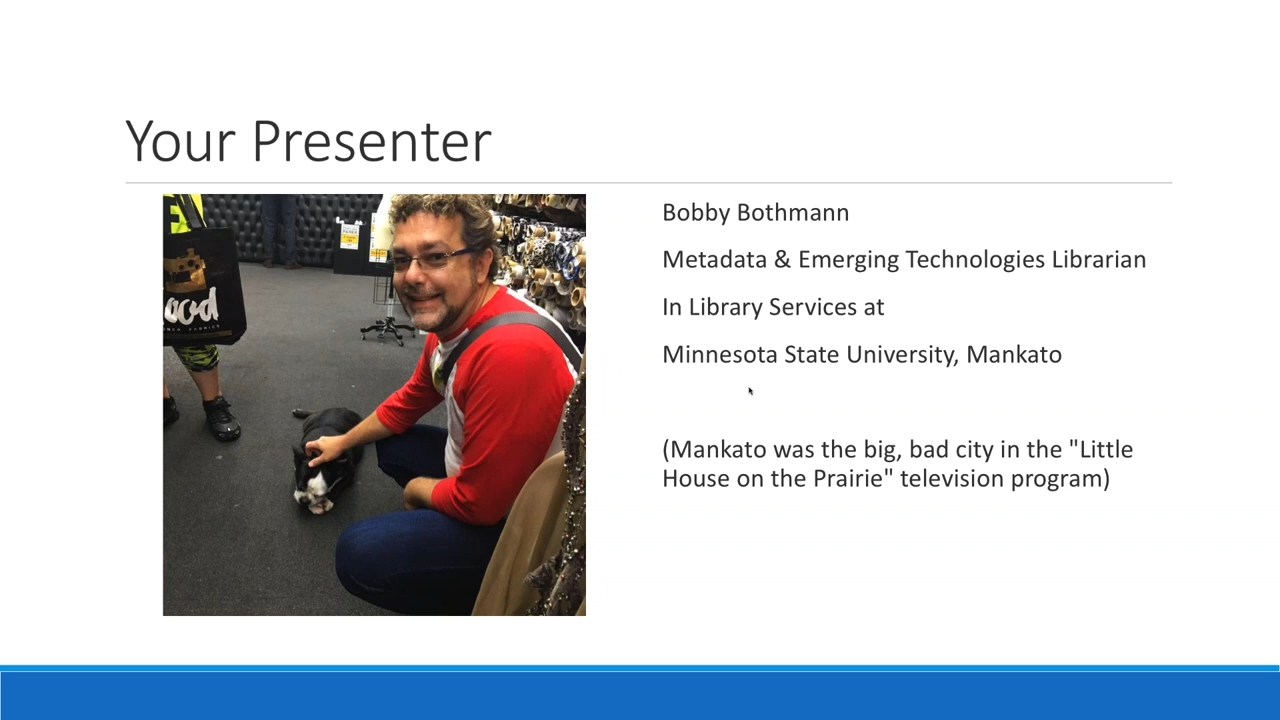 Your Presenter
Bobby Bothmann
Metadata & Emerging Technologies Librarian
In Library Services at
Minnesota State University, Mankato
(Mankato was the big, bad city in the "Little
House on the Prairie" television program)